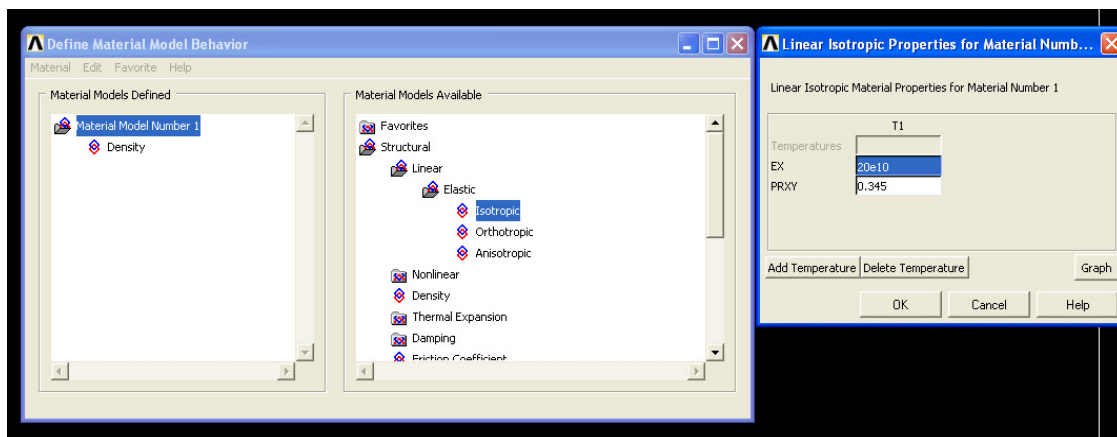 Define Material Model Behavior
Material Edit Favorite Help
Material Models Defined
Material Model Number 1
Density
Material Models Available
Favorites
Structural
Linear
Elastic
Isotropic
Orthotropic
Anisotropic
Nonlinear
Density
Thermal Expansion
Damping
Friction Coefficient
Linear Isotropic Properties for Material Numb...
Linear Isotropic Material Properties for Material Number 1
T1
Temperatures
EX 20e10
PRXY 0.345
Add Temperature Delete Temperature Graph
OK Cancel Help